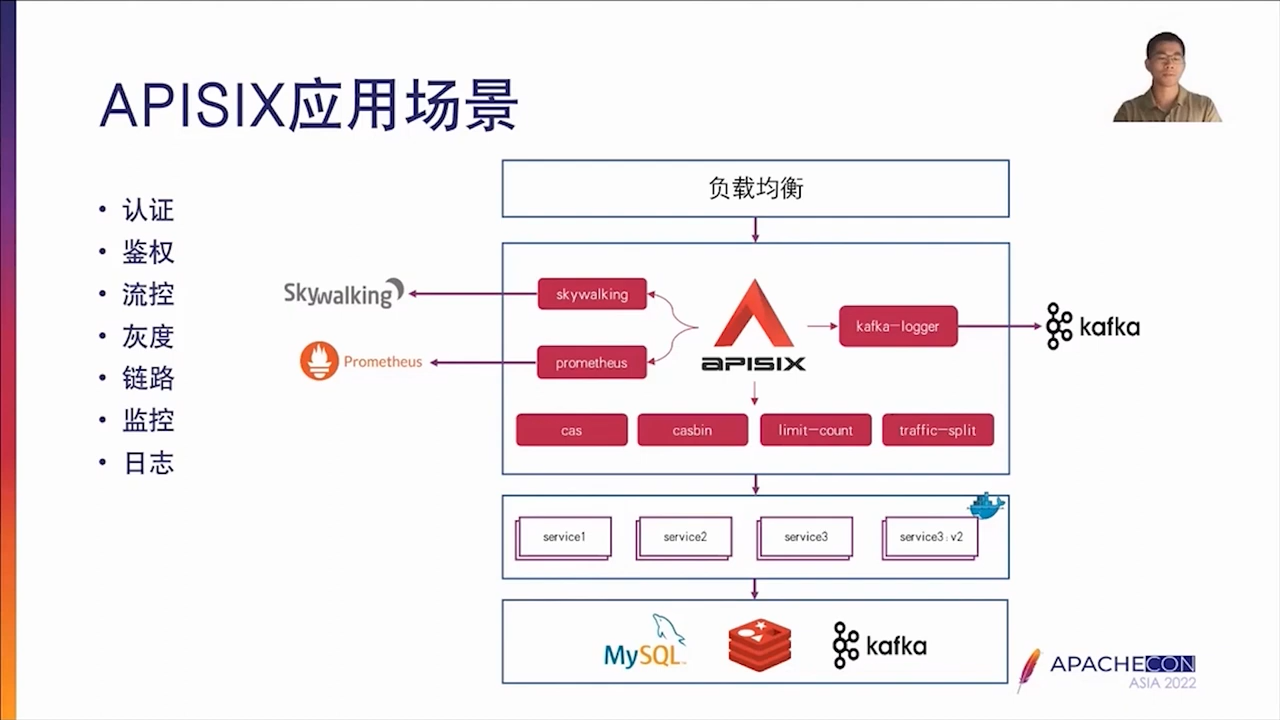 APISIX应用场景
• 认证
• 鉴权
• 流控
• 灰度
• 链路
• 监控
• 日志
负载均衡
Skywalking
skywalking
kafka-logger
kafka
Prometheus
prometheus
APISIX
cas
casbin
limit-count
traffic-split
service1
service2
service3
service3:v2
MySQL
kafka
APACHECON
ASIA 2022